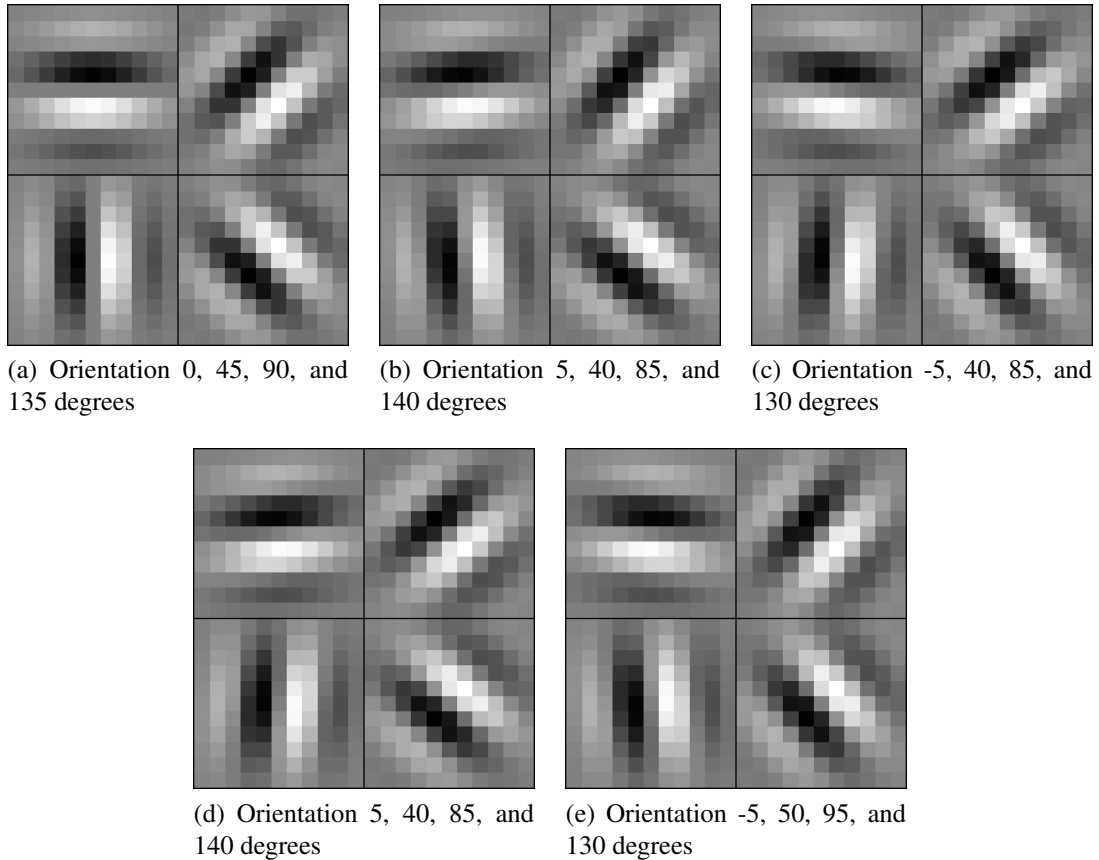 (a) Orientation 0, 45, 90, and
135 degrees
(b) Orientation 5, 40, 85, and
140 degrees
(c) Orientation -5, 40, 85, and
130 degrees
(d) Orientation 5, 40, 85, and
140 degrees
(e) Orientation -5, 50, 95, and
130 degrees